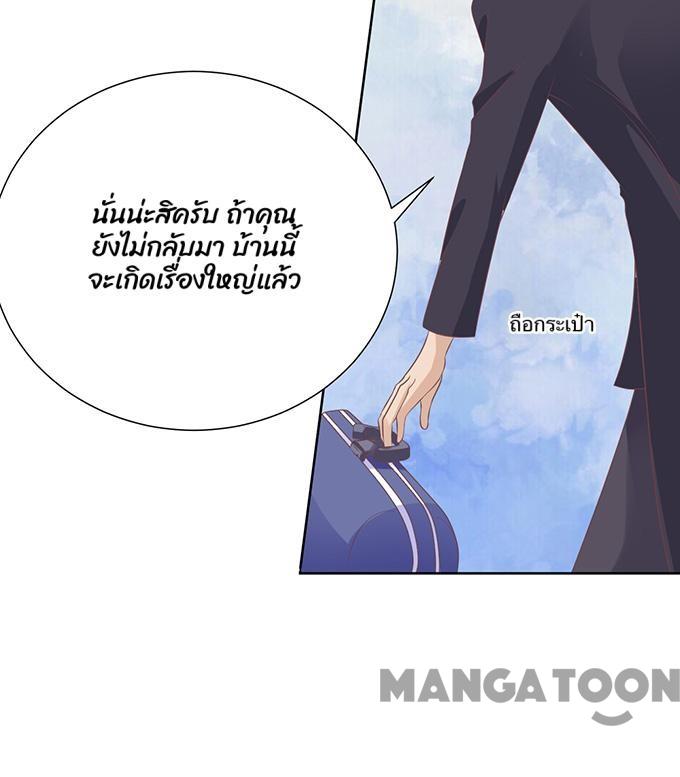 นั่นน่ะสิครับ ถ้าคุณ
ยังไม่กลับมา บ้านนี้
จะเกิดเรื่องใหญ่แล้ว
ถือกระเป๋า
MANGATOON